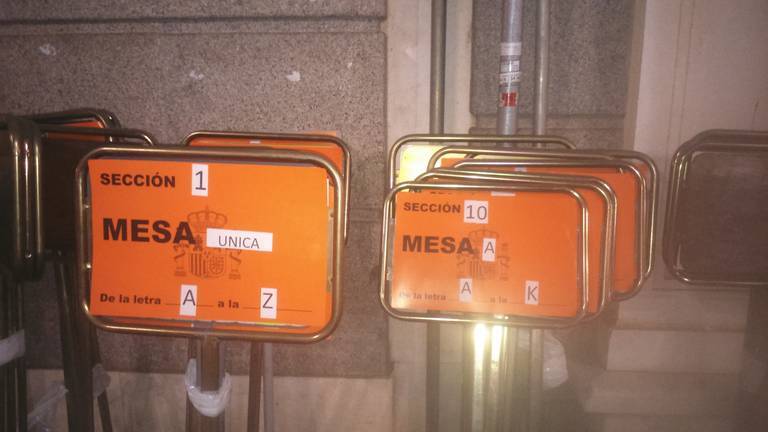 SECCIÓN 1
MESA UNICA
De la letra A a la Z
SECCIÓN 10
MESA A
De la letra A a la K